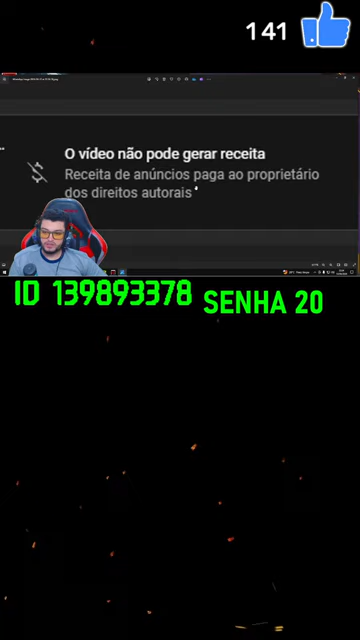 141
O vídeo não pode gerar receita
Receita de anúncios paga ao proprietário
dos direitos autorais
ID 139893378 SENHA 20